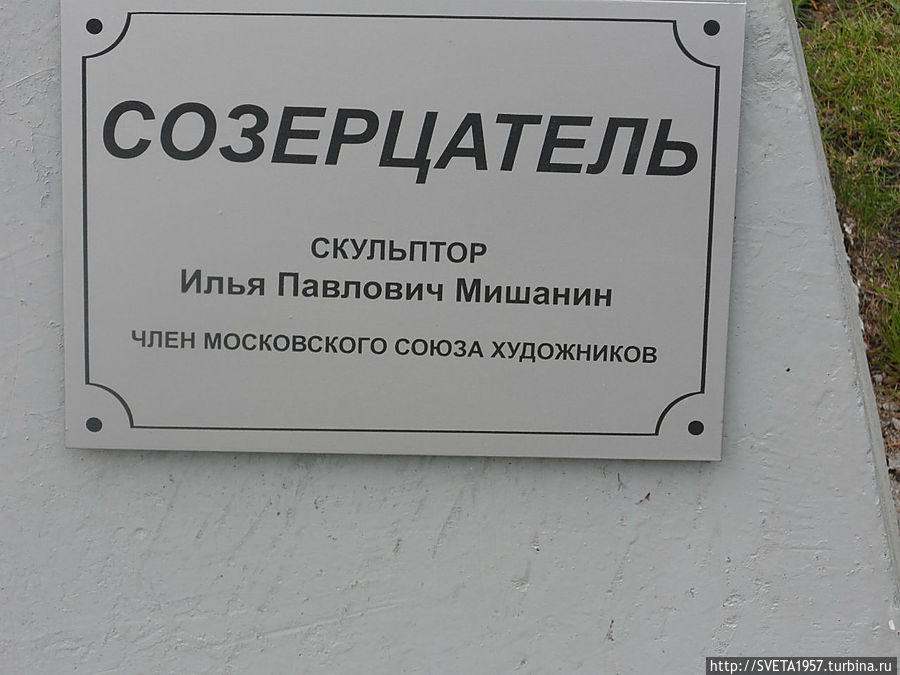 СОЗЕРЦАТЕЛЬ
СКУЛЬПТОР
Илья Павлович Мишанин
ЧЛЕН МОСКОВСКОГО СОЮЗА ХУДОЖНИКОВ
http://SVETA1957.turbina.ru